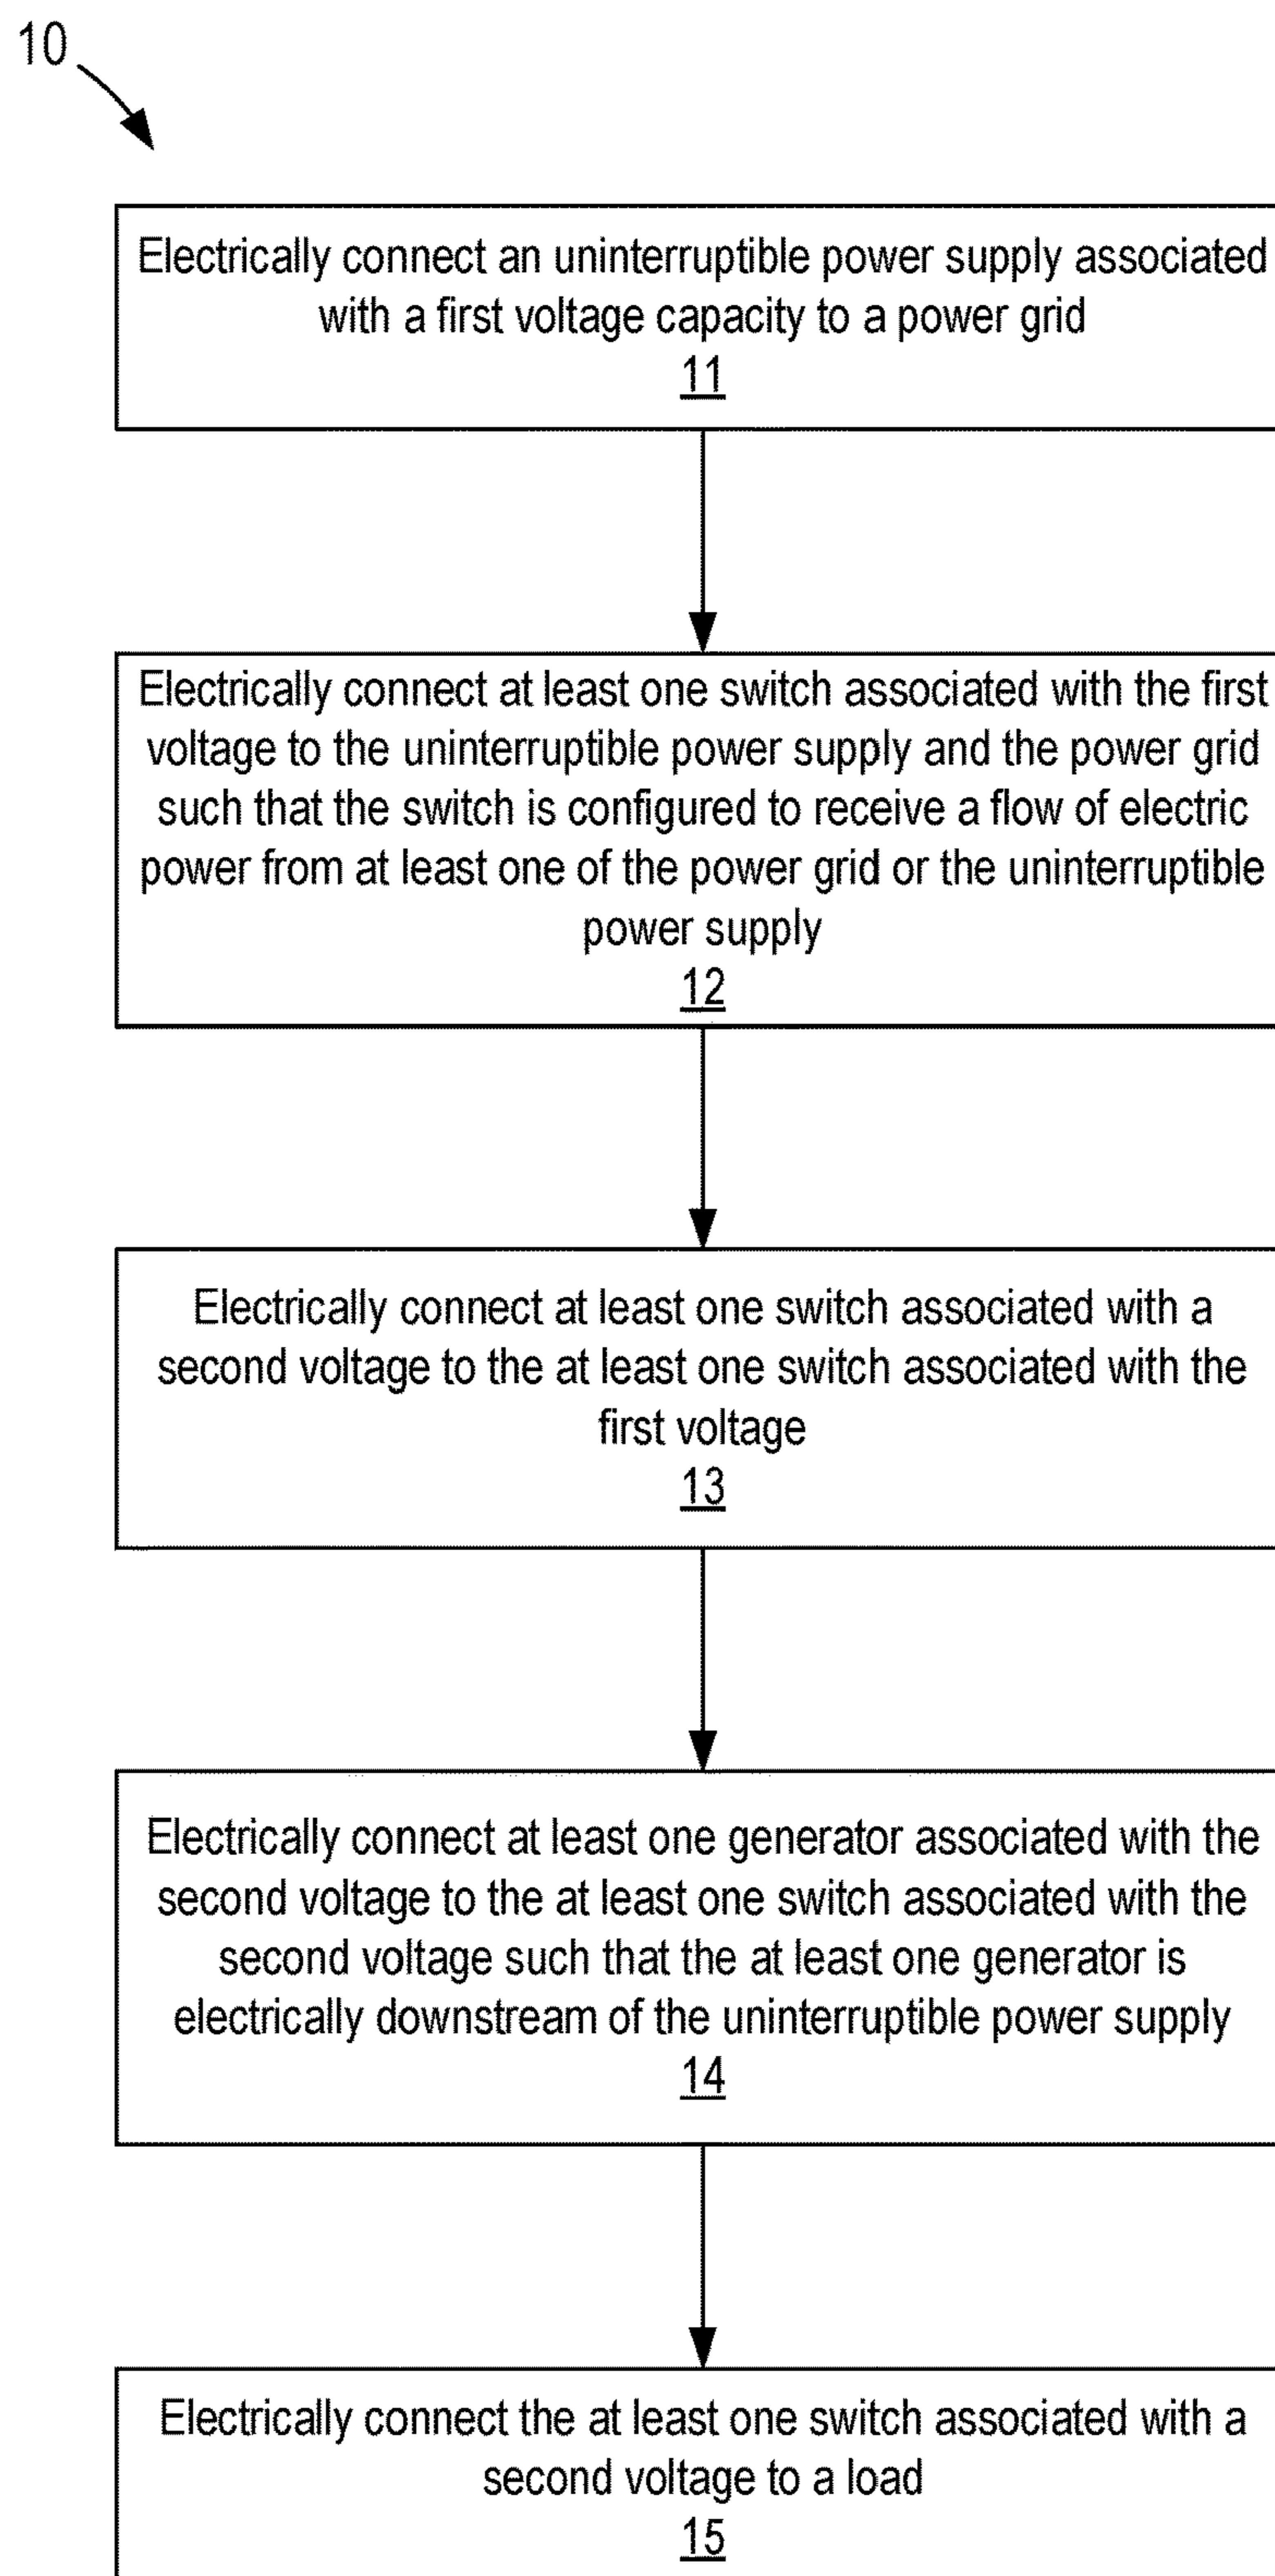 10
Electrically connect an uninterruptible power supply associated
with a first voltage capacity to a power grid
11
Electrically connect at least one switch associated with the first
voltage to the uninterruptible power supply and the power grid
such that the switch is configured to receive a flow of electric
power from at least one of the power grid or the uninterruptible
power supply
12
Electrically connect at least one switch associated with a
second voltage to the at least one switch associated with the
first voltage
13
Electrically connect at least one generator associated with the
second voltage to the at least one switch associated with the
second voltage such that the at least one generator is
electrically downstream of the uninterruptible power supply
14
Electrically connect the at least one switch associated with a
second voltage to a load
15